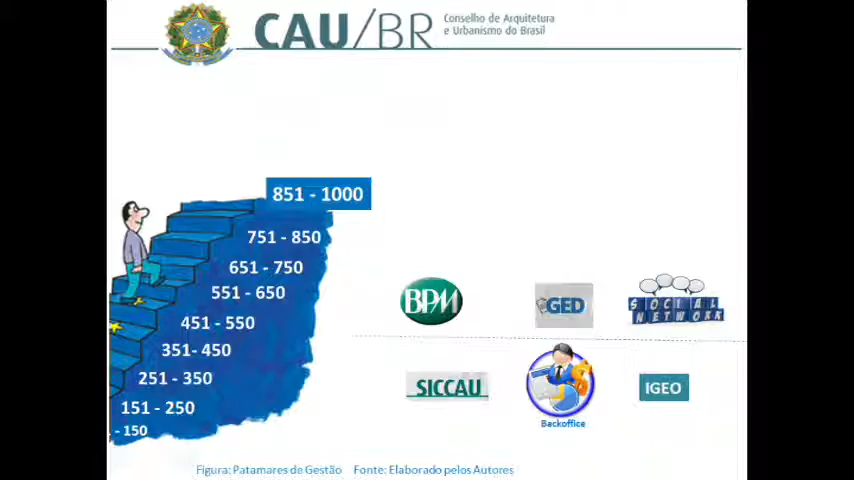 CAU/BR
Conselho de Arquitetura
e Urbanismo do Brasil
851 - 1000
751 - 850
651 - 750
551 - 650
451 - 550
351- 450
251 - 350
151 - 250
- 150
BPM
GED
SOCIAL
NETWORK
SICCAU
Backoffice
IGEO
Figura: Patamares de Gestão Fonte: Elaborado pelos Autores